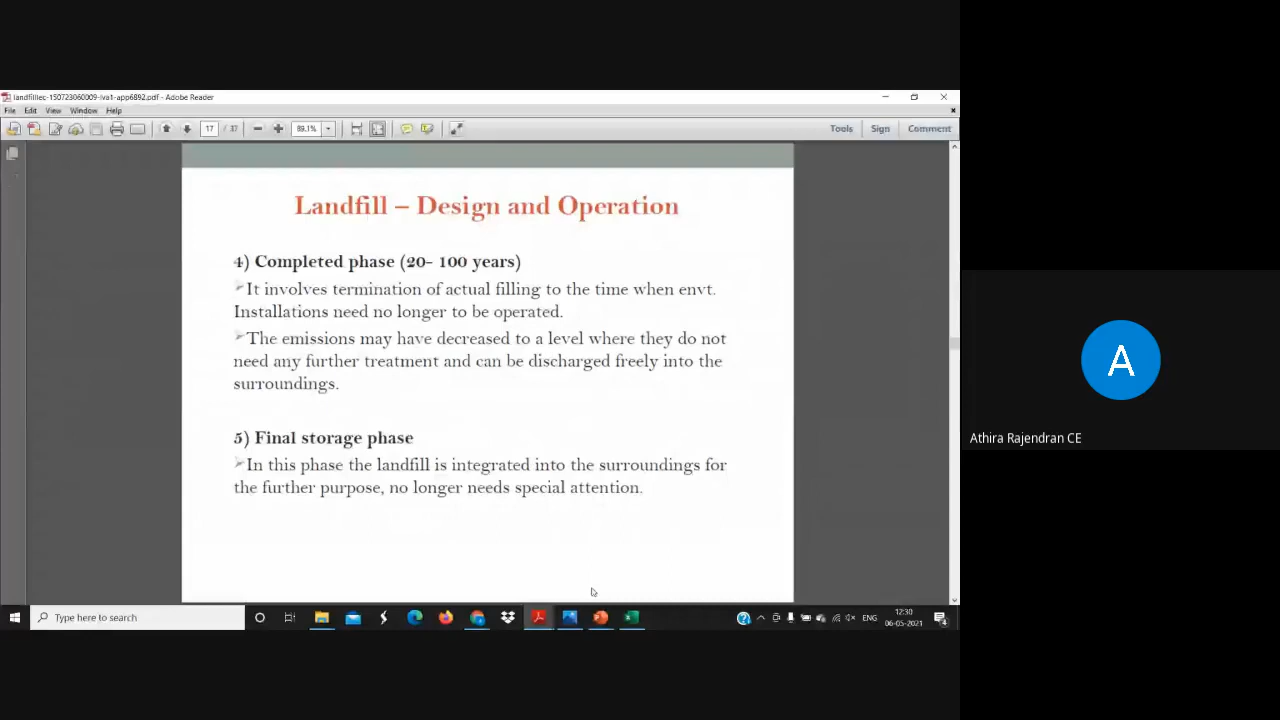 landfilllec-150723060009-lva1-app6892.pdf - Adobe Reader
File Edit View Window Help
17 / 37 89.1% Tools Sign Comment
Landfill – Design and Operation
4) Completed phase (20- 100 years)
It involves termination of actual filling to the time when envt.
Installations need no longer to be operated.
The emissions may have decreased to a level where they do not
need any further treatment and can be discharged freely into the
surroundings.
5) Final storage phase
In this phase the landfill is integrated into the surroundings for
the further purpose, no longer needs special attention.
A
Athira Rajendran CE
Type here to search
ENG
12:30
06-05-2021